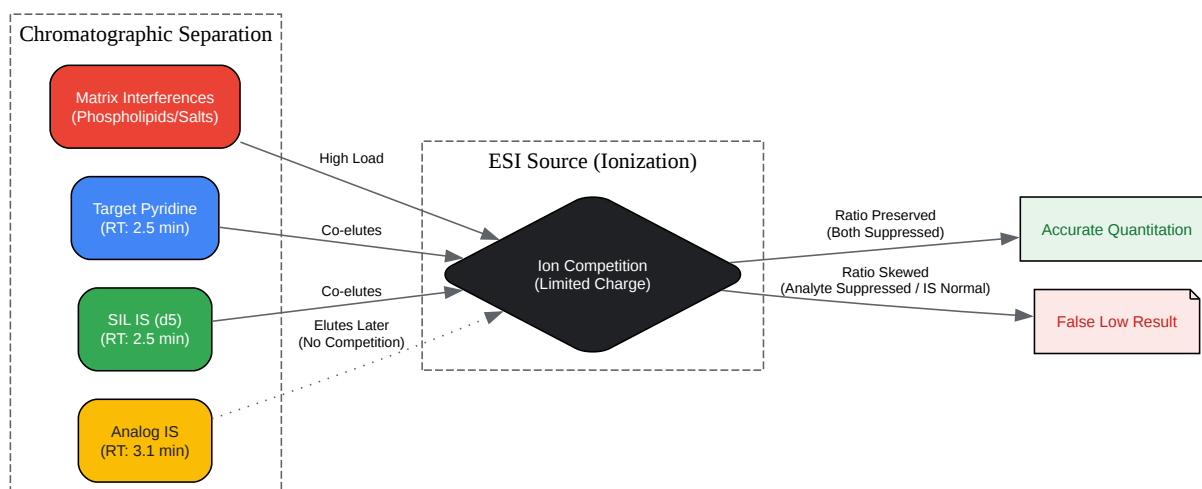 Chromatographic Separation
Matrix Interferences
(Phospholipids/Salts)
Target Pyridine
(RT: 2.5 min)
SIL IS (d5)
(RT: 2.5 min)
Analog IS
(RT: 3.1 min)
High Load
Co-elutes
Co-elutes
Elutes Later
(No Competition)
ESI Source (Ionization)
Ion Competition
(Limited Charge)
Ratio Preserved
(Both Suppressed)
Ratio Skewed
(Analyte Suppressed / IS Normal)
Accurate Quantitation
False Low Result